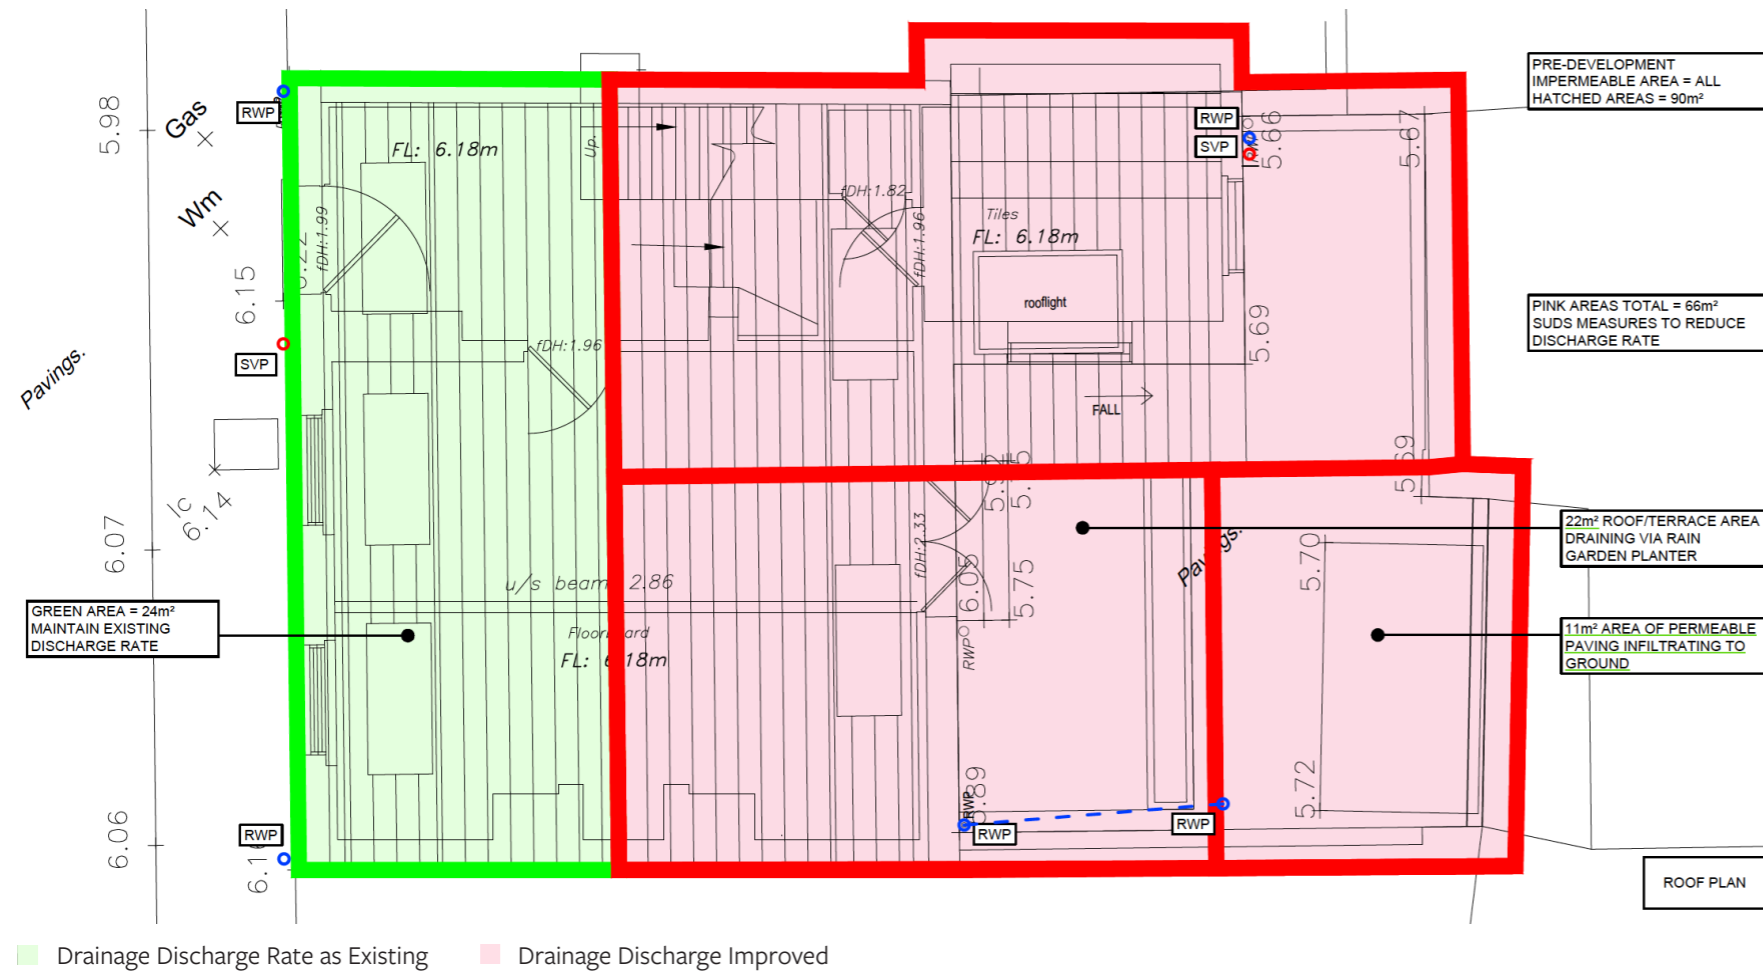 PRE-DEVELOPMENT
IMPERMEABLE AREA = ALL
HATCHED AREAS = 90m²
PINK AREAS TOTAL = 66m²
SUDS MEASURES TO REDUCE
DISCHARGE RATE
22m² ROOF/TERRACE AREA
DRAINING VIA RAIN
GARDEN PLANTER
11m² AREA OF PERMEABLE
PAVING INFILTRATING TO
GROUND
ROOF PLAN
GREEN AREA = 24m²
MAINTAIN EXISTING
DISCHARGE RATE
5.98
Gas
Wm
6.15
Pavings.
Ic
6.14
6.07
6.06
RWP
SVP
RWP
FL: 6.18m
fDH:1.99
Up.
fDH:1.96
u/s beam 2.86
FL: 6.18m
fDH:1.82
fDH:1.96
Tiles
FL: 6.18m
rooflight
RWP
SVP
5.66
5.67
5.69
FALL
fDH:2.33
6.05
5.75
RWP
RWP
RWP
RWP
5.70
5.72
Drainage Discharge Rate as Existing
Drainage Discharge Improved